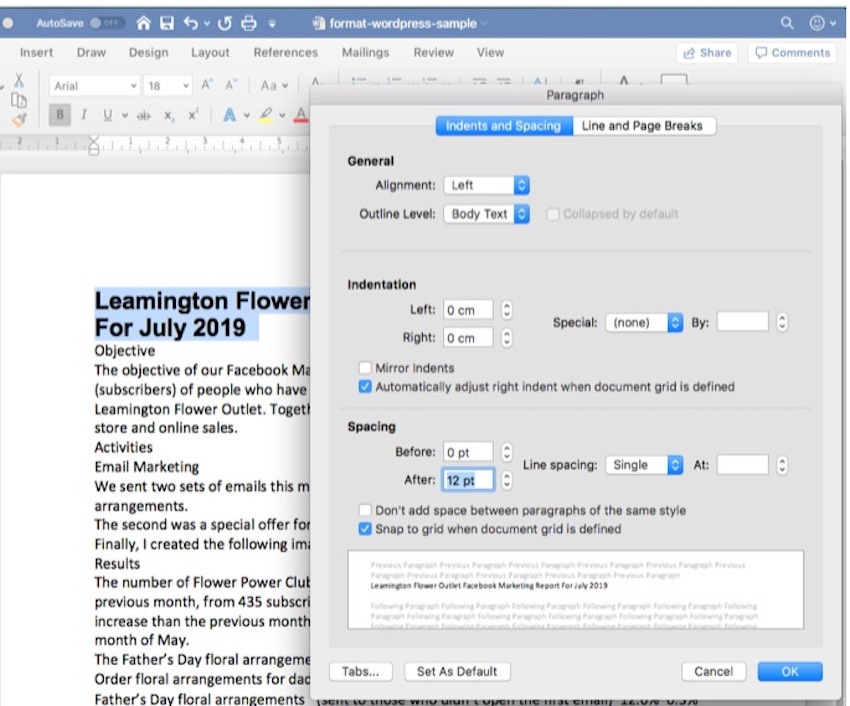 AutoSave OFF format-wordpress-sample
Insert Draw Design Layout References Mailings Review View Share Comments
Arial 18 A A Aa
B I U ab x x A A
Paragraph
Indents and Spacing Line and Page Breaks
General
Alignment: Left
Outline Level: Body Text Collapsed by default
Indentation
Left: 0 cm
Right: 0 cm
Special: (none) By:
Mirror Indents
Automatically adjust right indent when document grid is defined
Spacing
Before: 0 pt
After: 12 pt
Line spacing: Single At:
Don't add space between paragraphs of the same style
Snap to grid when document grid is defined
Previous Paragraph Previous Paragraph Previous Paragraph Previous Paragraph Previous Paragraph Previous
Paragraph Previous Paragraph Previous Paragraph Previous Paragraph Previous Paragraph
Leamington Flower Outlet Facebook Marketing Report For July 2019
Following Paragraph Following Paragraph Following Paragraph Following Paragraph Following Paragraph Following
Paragraph Following Paragraph Following Paragraph Following Paragraph Following Paragraph Following Paragraph
Tabs... Set As Default Cancel OK
Leamington Flower
For July 2019
Objective
The objective of our Facebook Ma
(subscribers) of people who have
Leamington Flower Outlet. Togeth
store and online sales.
Activities
Email Marketing
We sent two sets of emails this m
arrangements.
The second was a special offer for
Finally, I created the following ima
Results
The number of Flower Power Club
previous month, from 435 subscri
increase than the previous month
month of May.
The Father's Day floral arrangeme
Order floral arrangements for dad
Father's Day floral arrangements (sent to those who didn't open the first email) 12.0% 0.5%